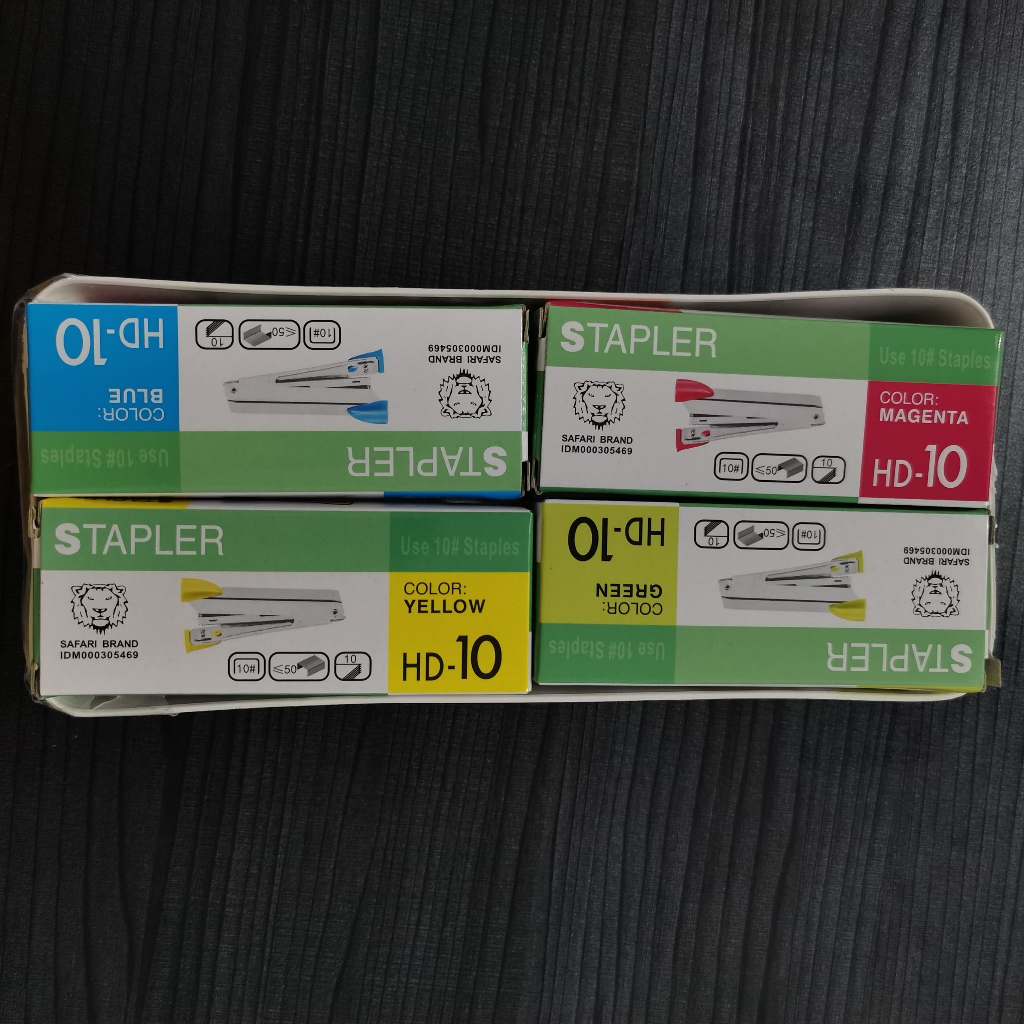 HD-10
COLOR:
BLUE
10# ≤50 10
SAFARI BRAND
IDM000305469
STAPLER
Use 10# Staples
STAPLER
Use 10# Staples
SAFARI BRAND
IDM000305469
10# ≤50 10
COLOR:
MAGENTA
HD-10
STAPLER
Use 10# Staples
SAFARI BRAND
IDM000305469
10# ≤50 10
COLOR:
YELLOW
HD-10
HD-10
COLOR:
GREEN
10# ≤50 10
SAFARI BRAND
IDM000305469
STAPLER
Use 10# Staples